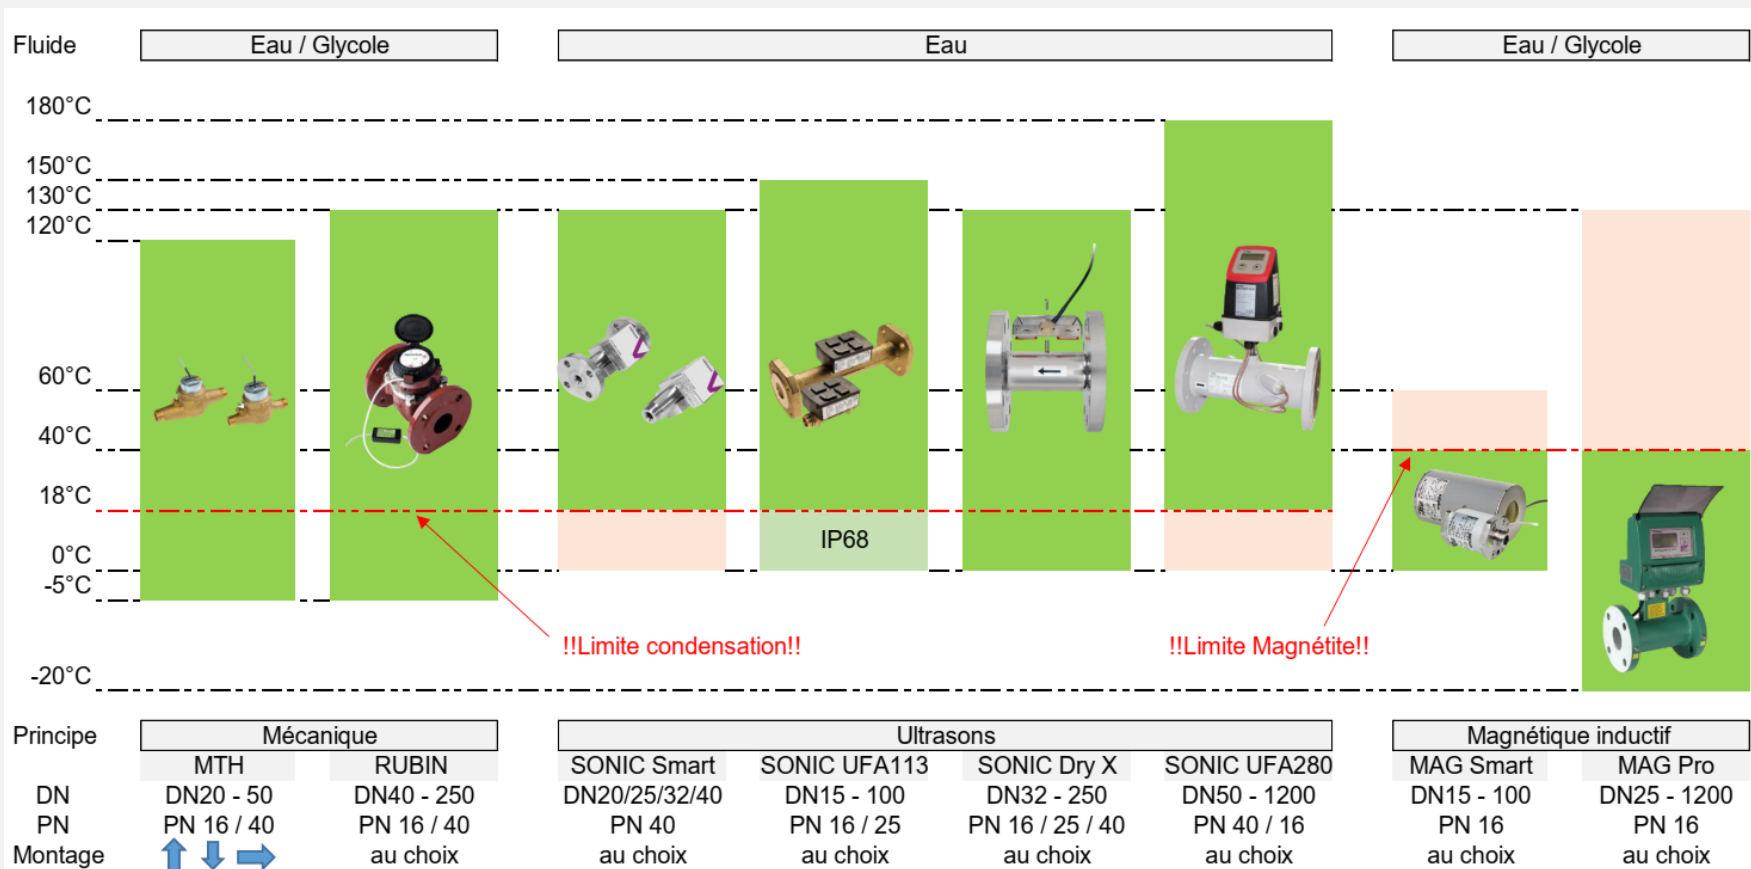 Fluide Eau / Glycole Eau Eau / Glycole
180°C
150°C
130°C
120°C
60°C
40°C
18°C
IP68
0°C
-5°C
!!Limite condensation!! !!Limite Magnétite!!
-20°C
Principe Mécanique Ultrasons Magnétique inductif
MTH RUBIN SONIC Smart SONIC UFA113 SONIC Dry X SONIC UFA280 MAG Smart MAG Pro
DN DN20 - 50 DN40 - 250 DN20/25/32/40 DN15 - 100 DN32 - 250 DN50 - 1200 DN15 - 100 DN25 - 1200
PN PN 16 / 40 PN 16 / 40 PN 40 PN 16 / 25 PN 16 / 25 / 40 PN 40 / 16 PN 16 PN 16
Montage au choix au choix au choix au choix au choix au choix au choix